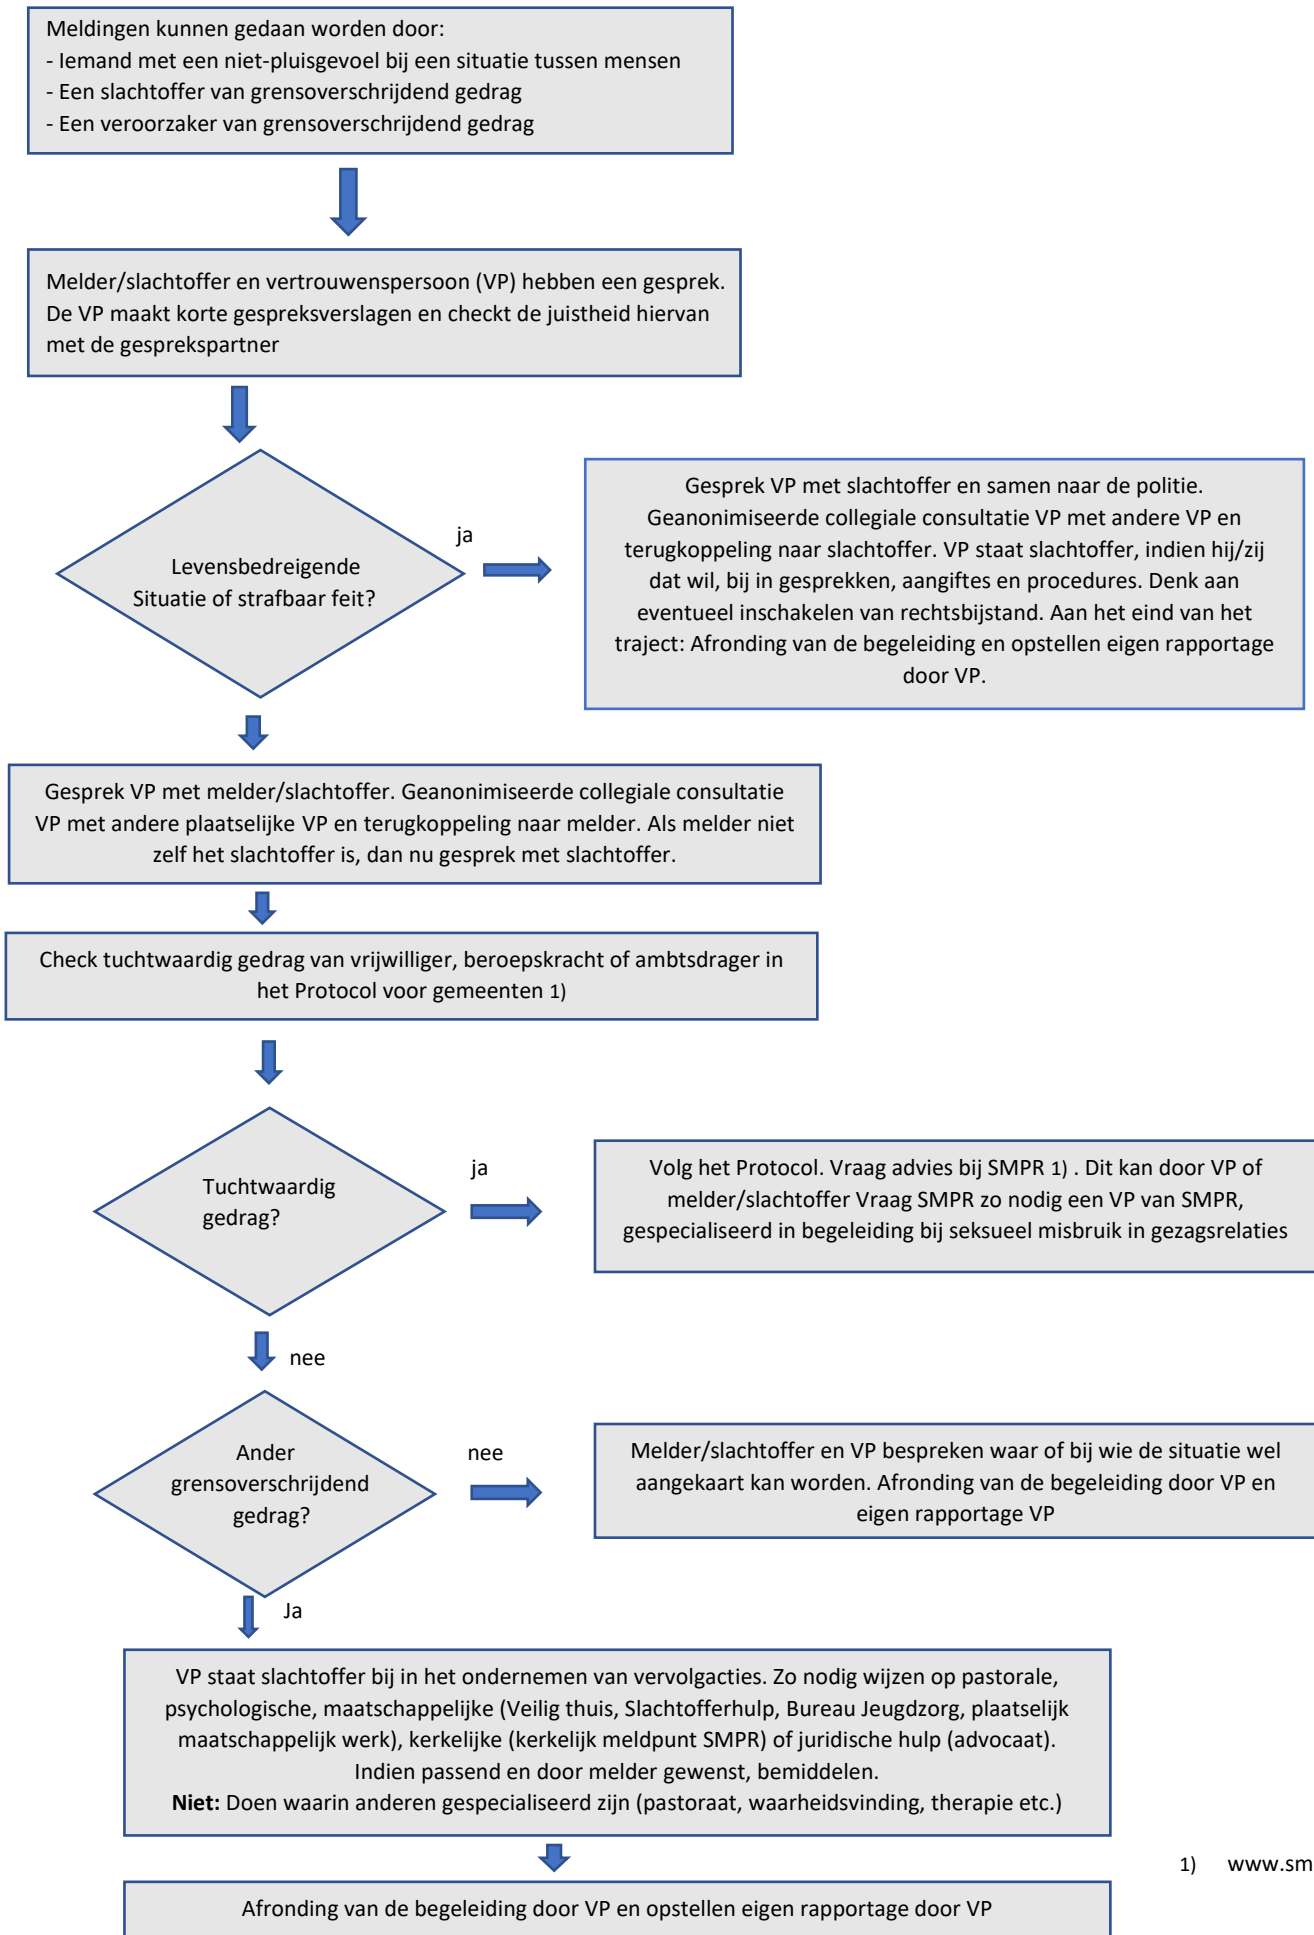 Meldingen kunnen gedaan worden door:
- Iemand met een niet-pluisgevoel bij een situatie tussen mensen
- Een slachtoffer van grensoverschrijdend gedrag
- Een veroorzaker van grensoverschrijdend gedrag
Melder/slachtoffer en vertrouwenspersoon (VP) hebben een gesprek.
De VP maakt korte gespreksverslagen en checkt de juistheid hiervan
met de gesprekspartner
Levensbedreigende
Situatie of strafbaar feit?
ja
Gesprek VP met slachtoffer en samen naar de politie.
Geanonimiseerde collegiale consultatie VP met andere VP en
terugkoppeling naar slachtoffer. VP staat slachtoffer, indien hij/zij
dat wil, bij in gesprekken, aangiftes en procedures. Denk aan
eventueel inschakelen van rechtsbijstand. Aan het eind van het
traject: Afronding van de begeleiding en opstellen eigen rapportage
door VP.
Gesprek VP met melder/slachtoffer. Geanonimiseerde collegiale consultatie
VP met andere plaatselijke VP en terugkoppeling naar melder. Als melder niet
zelf het slachtoffer is, dan nu gesprek met slachtoffer.
Check tuchtwaardig gedrag van vrijwilliger, beroepskracht of ambtsdrager in
het Protocol voor gemeenten 1)
Tuchtwaardig
gedrag?
ja
Volg het Protocol. Vraag advies bij SMPR 1) . Dit kan door VP of
melder/slachtoffer Vraag SMPR zo nodig een VP van SMPR,
gespecialiseerd in begeleiding bij seksueel misbruik in gezagsrelaties
nee
Ander
grensoverschrijdend
gedrag?
nee
Melder/slachtoffer en VP bespreken waar of bij wie de situatie wel
aangekaart kan worden. Afronding van de begeleiding door VP en
eigen rapportage VP
Ja
VP staat slachtoffer bij in het ondernemen van vervolgacties. Zo nodig wijzen op pastorale,
psychologische, maatschappelijke (Veilig thuis, Slachtofferhulp, Bureau Jeugdzorg, plaatselijk
maatschappelijk werk), kerkelijke (kerkelijk meldpunt SMPR) of juridische hulp (advocaat).
Indien passend en door melder gewenst, bemiddelen.
Niet: Doen waarin anderen gespecialiseerd zijn (pastoraat, waarheidsvinding, therapie etc.)
1) www.sm
Afronding van de begeleiding door VP en opstellen eigen rapportage door VP